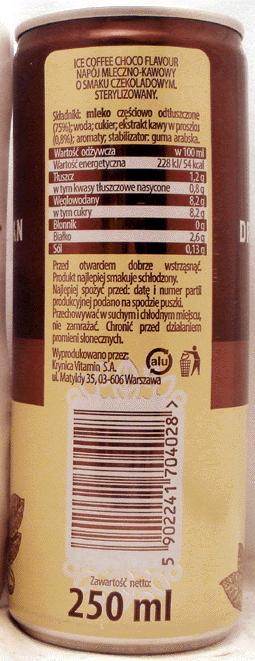 ICE COFFEE CHOCO FLAVOUR
NAPÓJ MLECZNO-KAWOWY
O SMAKU CZEKOLADOWYM.
STERYLIZOWANY.
Składniki: mleko częściowo odtłuszczone
(75%); woda; cukier; ekstrakt kawy w proszku
(0,8%); aromaty; stabilizator: guma arabska.
Wartość odżywcza w 100 ml
Wartość energetyczna 228 kJ/ 54 kcal
Tłuszcz 1,2 g
w tym kwasy tłuszczowe nasycone 0,8 g
Węglowodany 8,2 g
w tym cukry 8,2 g
Błonnik 0 g
Białko 2,6 g
Sól 0,13 g
Przed otwarciem dobrze wstrząsnąć.
Produkt najlepiej smakuje schłodzony.
Najlepiej spożyć przed: datę i numer partii
produkcyjnej podano na spodzie puszki.
Przechowywać w suchym i chłodnym miejscu,
nie zamrażać. Chronić przed działaniem
promieni słonecznych.
Wyprodukowano przez:
Krynica Vitamin S.A.
ul. Matyldy 35, 03-606 Warszawa
alu
5 902241 704028 >
Zawartość netto:
250 ml